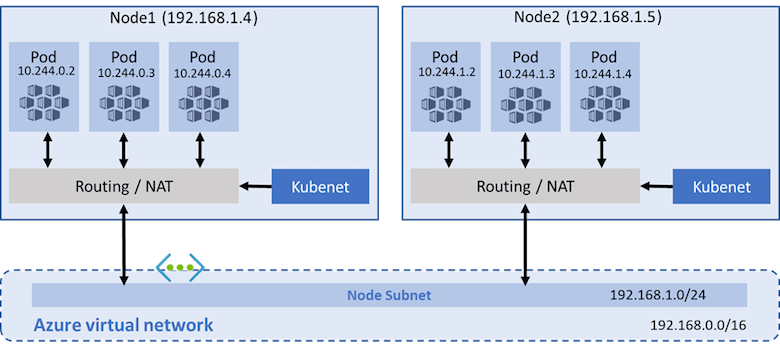 Node1 (192.168.1.4)
Pod
10.244.0.2
Pod
10.244.0.3
Pod
10.244.0.4
Routing / NAT
Kubenet
Node2 (192.168.1.5)
Pod
10.244.1.2
Pod
10.244.1.3
Pod
10.244.1.4
Routing / NAT
Kubenet
Node Subnet
192.168.1.0/24
Azure virtual network
192.168.0.0/16